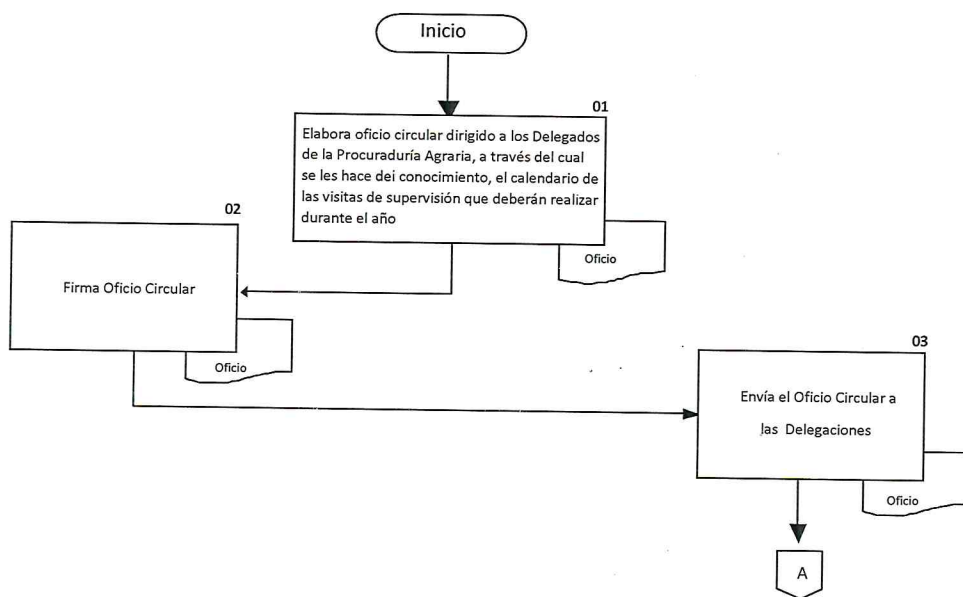 Inicio
01
Elabora oficio circular dirigido a los Delegados
de la Procuraduría Agraria, a través del cual
se les hace dei conocimiento, el calendario de
las visitas de supervisión que deberán realizar
durante el año
Oficio
02
Firma Oficio Circular
Oficio
03
Envía el Oficio Circular a
las Delegaciones
Oficio
A